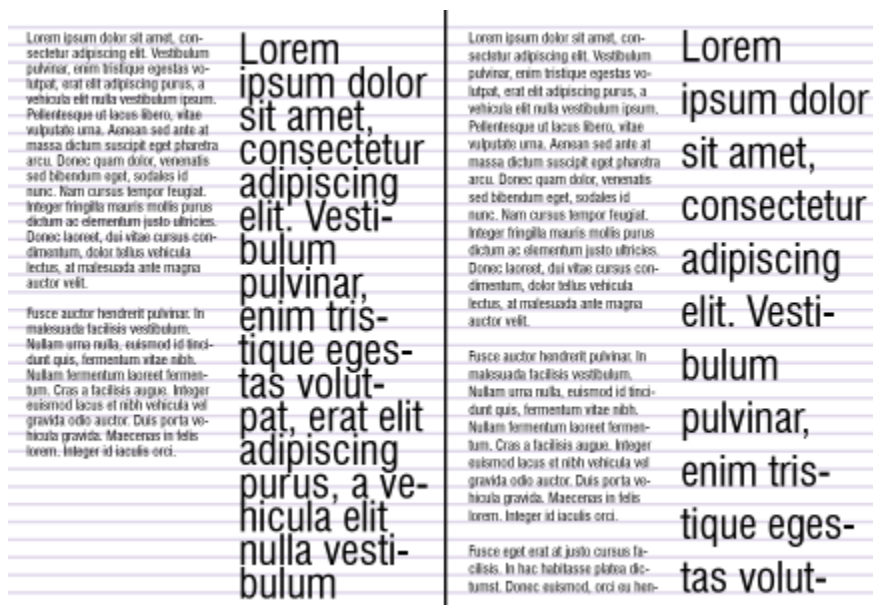 Lorem ipsum dolor sit amet, con-
sectetur adipiscing elit. Vestibulum
pulvinar, enim tristique egestas vo-
lutpat, erat elit adipiscing purus, a
vehicula elit nulla vestibulum ipsum.
Pellentesque ut lacus libero, vitae
vulputate urna. Aenean sed ante at
massa dictum suscipit eget pharetra
arcu. Donec quam dolor, venenatis
sed bibendum eget, sodales id
nunc. Nam cursus tempor feugiat.
Integer fringilla mauris mollis purus
dictum ac elementum justo ultricies.
Donec laoreet, dui vitae cursus con-
dimentum, dolor tellus vehicula
lectus, at malesuada ante magna
auctor velit.
Fusce auctor hendrerit pulvinar. In
malesuada facilisis vestibulum.
Nullam urna nulla, euismod id tinci-
dunt quis, fermentum vitae nibh.
Nullam fermentum laoreet fermen-
tum. Cras a facilisis augue. Integer
euismod lacus et nibh vehicula vel
gravida odio auctor. Duis porta ve-
hicula gravida. Maecenas in felis
lorem. Integer id iaculis orci.
Lorem
ipsum dolor
sit amet,
consectetur
adipiscing
elit. Vesti-
bulum
pulvinar,
enim tris-
tique eges-
tas volut-
pat, erat elit
adipiscing
purus, a ve-
hicula elit
nulla vesti-
bulum
Lorem ipsum dolor sit amet, con-
sectetur adipiscing elit. Vestibulum
pulvinar, enim tristique egestas vo-
lutpat, erat elit adipiscing purus, a
vehicula elit nulla vestibulum ipsum.
Pellentesque ut lacus libero, vitae
vulputate urna. Aenean sed ante at
massa dictum suscipit eget pharetra
arcu. Donec quam dolor, venenatis
sed bibendum eget, sodales id
nunc. Nam cursus tempor feugiat.
Integer fringilla mauris mollis purus
dictum ac elementum justo ultricies.
Donec laoreet, dui vitae cursus con-
dimentum, dolor tellus vehicula
lectus, at malesuada ante magna
auctor velit.
Fusce auctor hendrerit pulvinar. In
malesuada facilisis vestibulum.
Nullam urna nulla, euismod id tinci-
dunt quis, fermentum vitae nibh.
Nullam fermentum laoreet fermen-
tum. Cras a facilisis augue. Integer
euismod lacus et nibh vehicula vel
gravida odio auctor. Duis porta ve-
hicula gravida. Maecenas in felis
lorem. Integer id iaculis orci.
Fusce eget erat at justo cursus fa-
cilisis. In hac habitasse platea dic-
tumst. Donec euismod, orci eu hen-
Lorem
ipsum dolor
sit amet,
consectetur
adipiscing
elit. Vesti-
bulum
pulvinar,
enim tris-
tique eges-
tas volut-